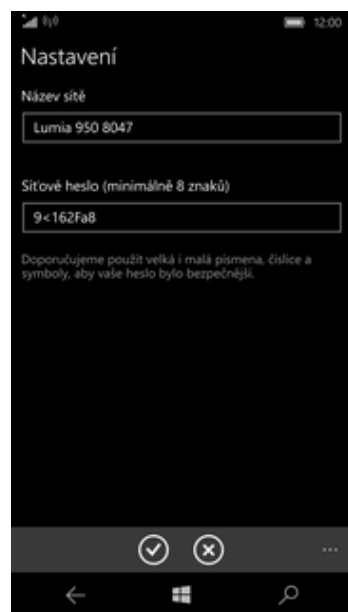 12:00
Nastavení
Název sítě
Lumia 950 8047
Síťové heslo (minimálně 8 znaků)
9<162Fa8
Doporučujeme použít velká i malá písmena, číslice a
symboly, aby vaše heslo bylo bezpečnější.